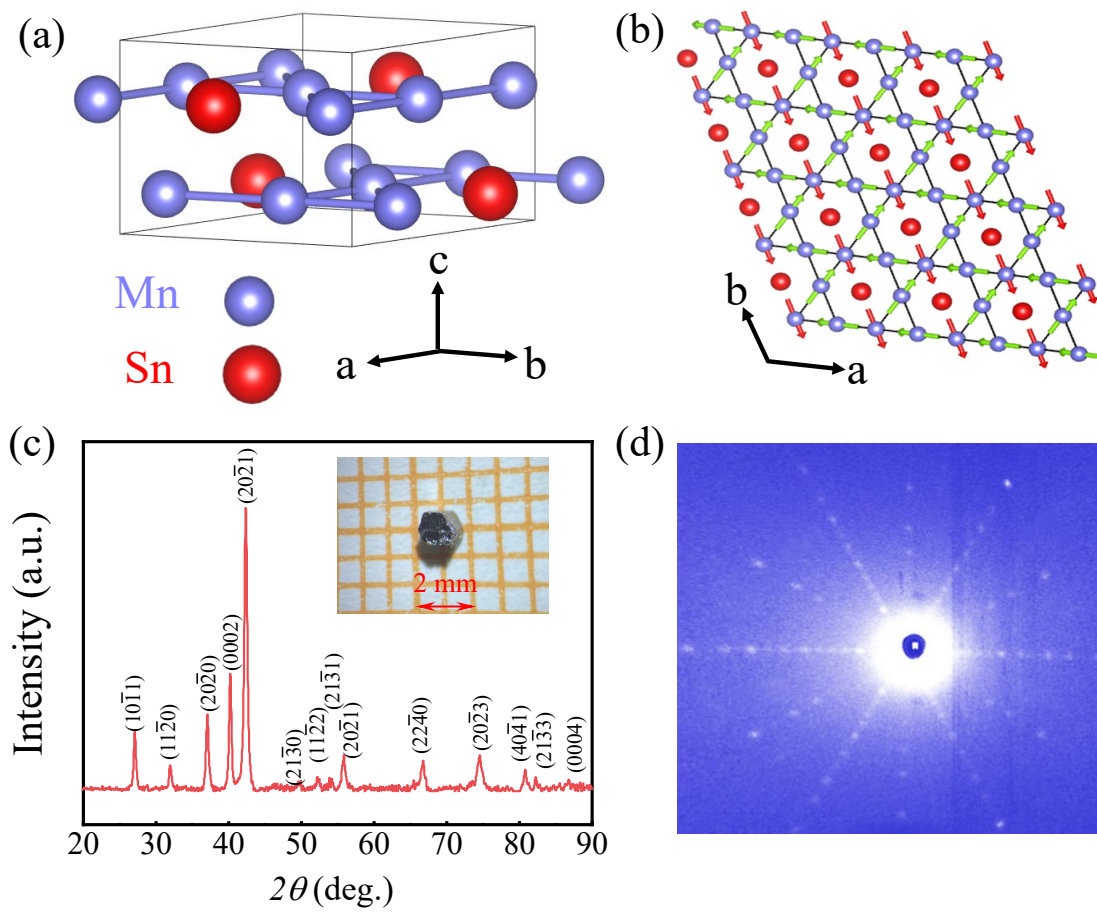 (a)
(b)
Mn
Sn
c
a
b
b
a
(c)
(d)
Intensity (a.u.)
(101̅1)
(112̅0)
(202̅0)
(0002)
(202̅1)
(213̅0)
(112̅2)
(213̅1)
(202̅1)
(224̅0)
(202̅3)
(404̅1)
(213̅3)
(0004)
2 mm
20 30 40 50 60 70 80 90
2θ (deg.)